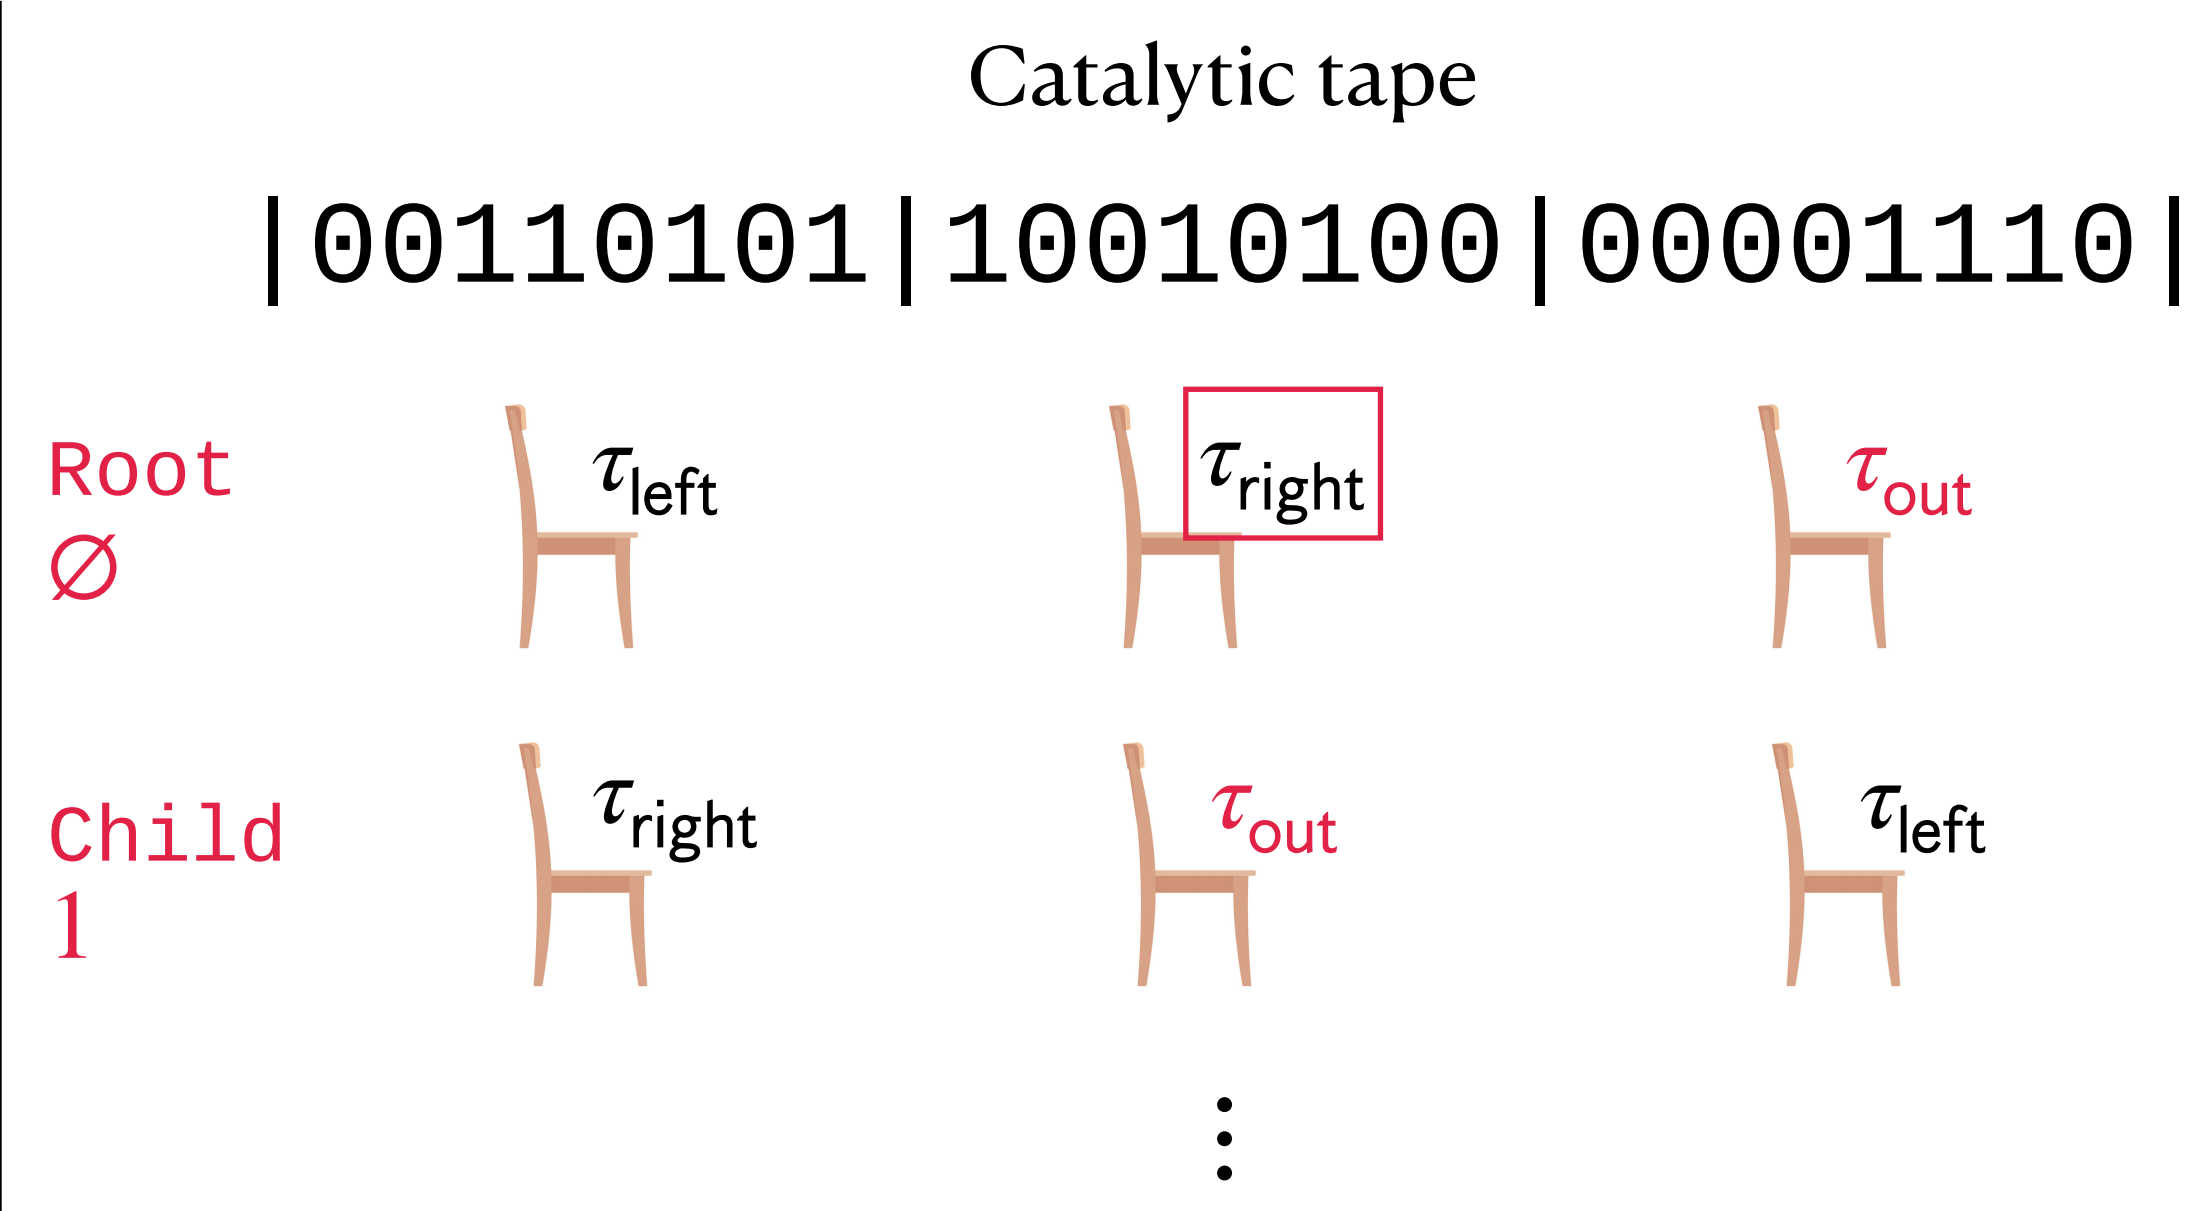 Catalytic tape
|00110101|10010100|00001110|
Root τleft τright τout
∅
Child τright τout τleft
1
⋮